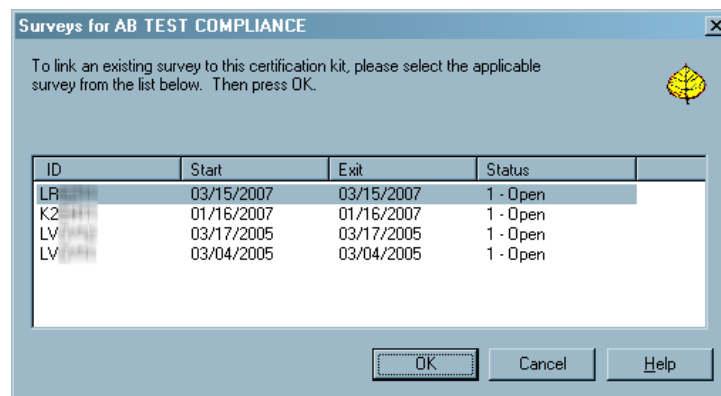 Surveys for AB TEST COMPLIANCE
To link an existing survey to this certification kit, please select the applicable
survey from the list below. Then press OK.
ID Start Exit Status
03/15/2007 03/15/2007 1 - Open
01/16/2007 01/16/2007 1 - Open
03/17/2005 03/17/2005 1 - Open
03/04/2005 03/04/2005 1 - Open
OK Cancel Help